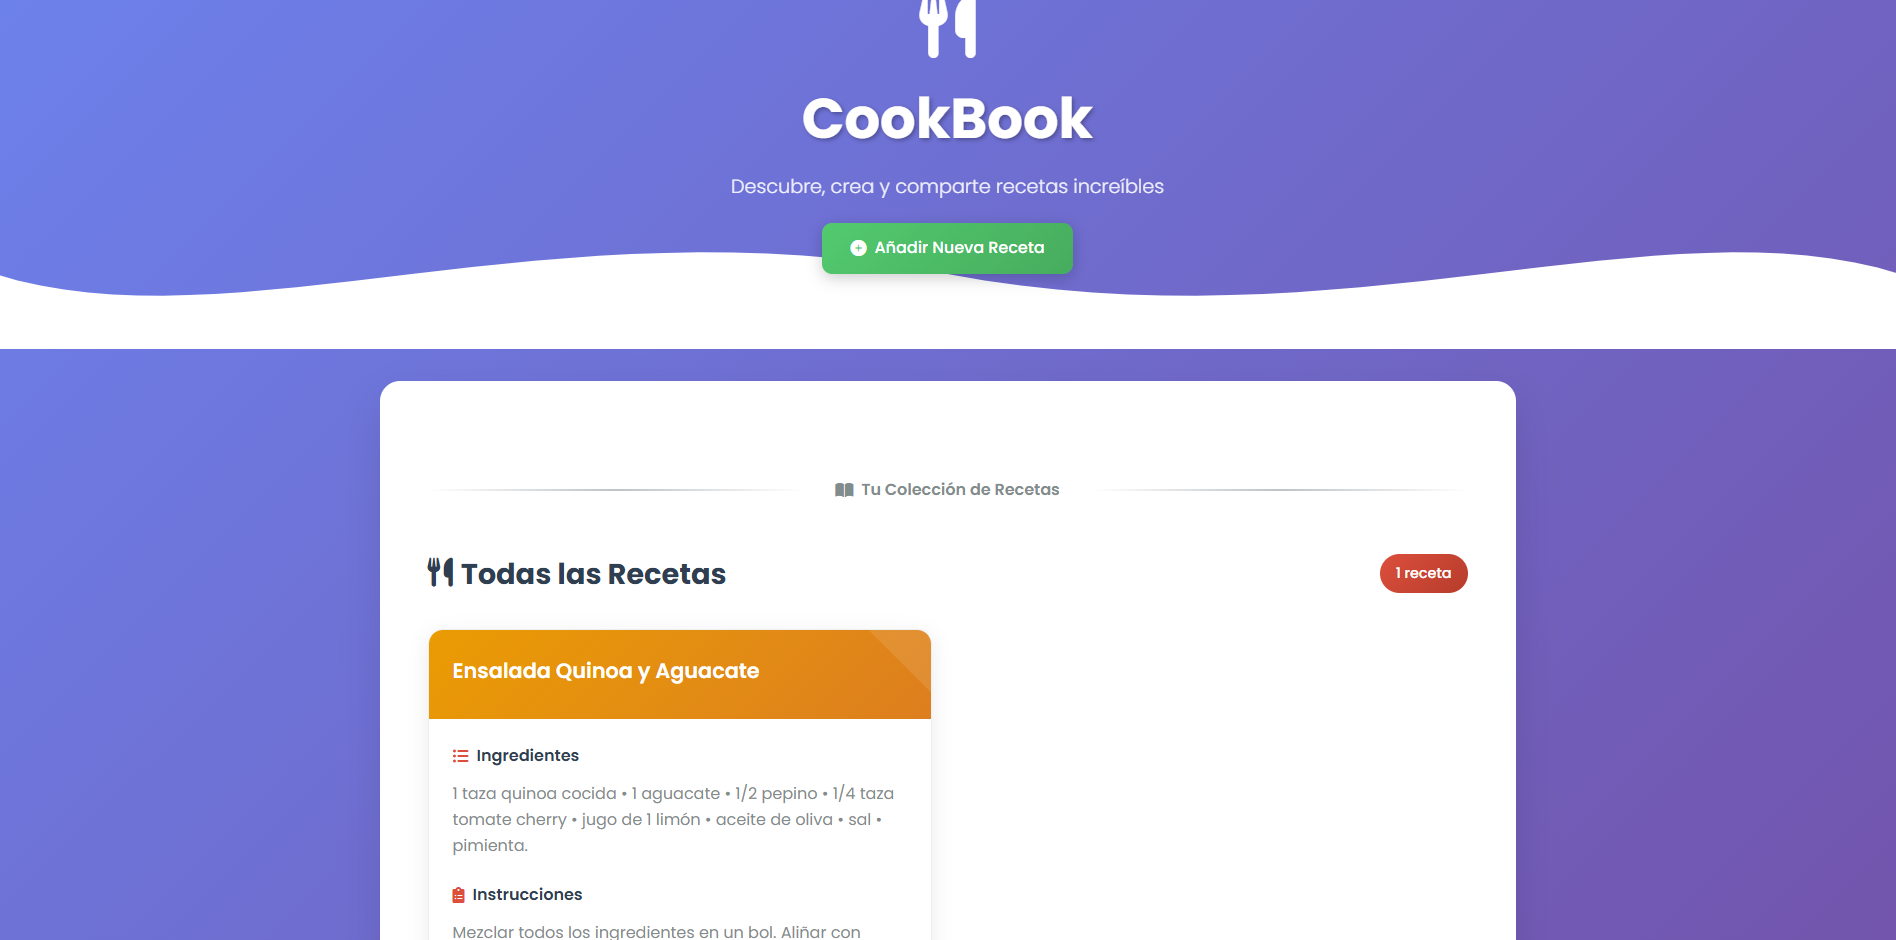 CookBook
Descubre, crea y comparte recetas increíbles
Añadir Nueva Receta
Tu Colección de Recetas
Todas las Recetas
1 receta
Ensalada Quinoa y Aguacate
Ingredientes
1 taza quinoa cocida • 1 aguacate • 1/2 pepino • 1/4 taza
tomate cherry • jugo de 1 limón • aceite de oliva • sal •
pimienta.
Instrucciones
Mezclar todos los ingredientes en un bol. Aliñar con